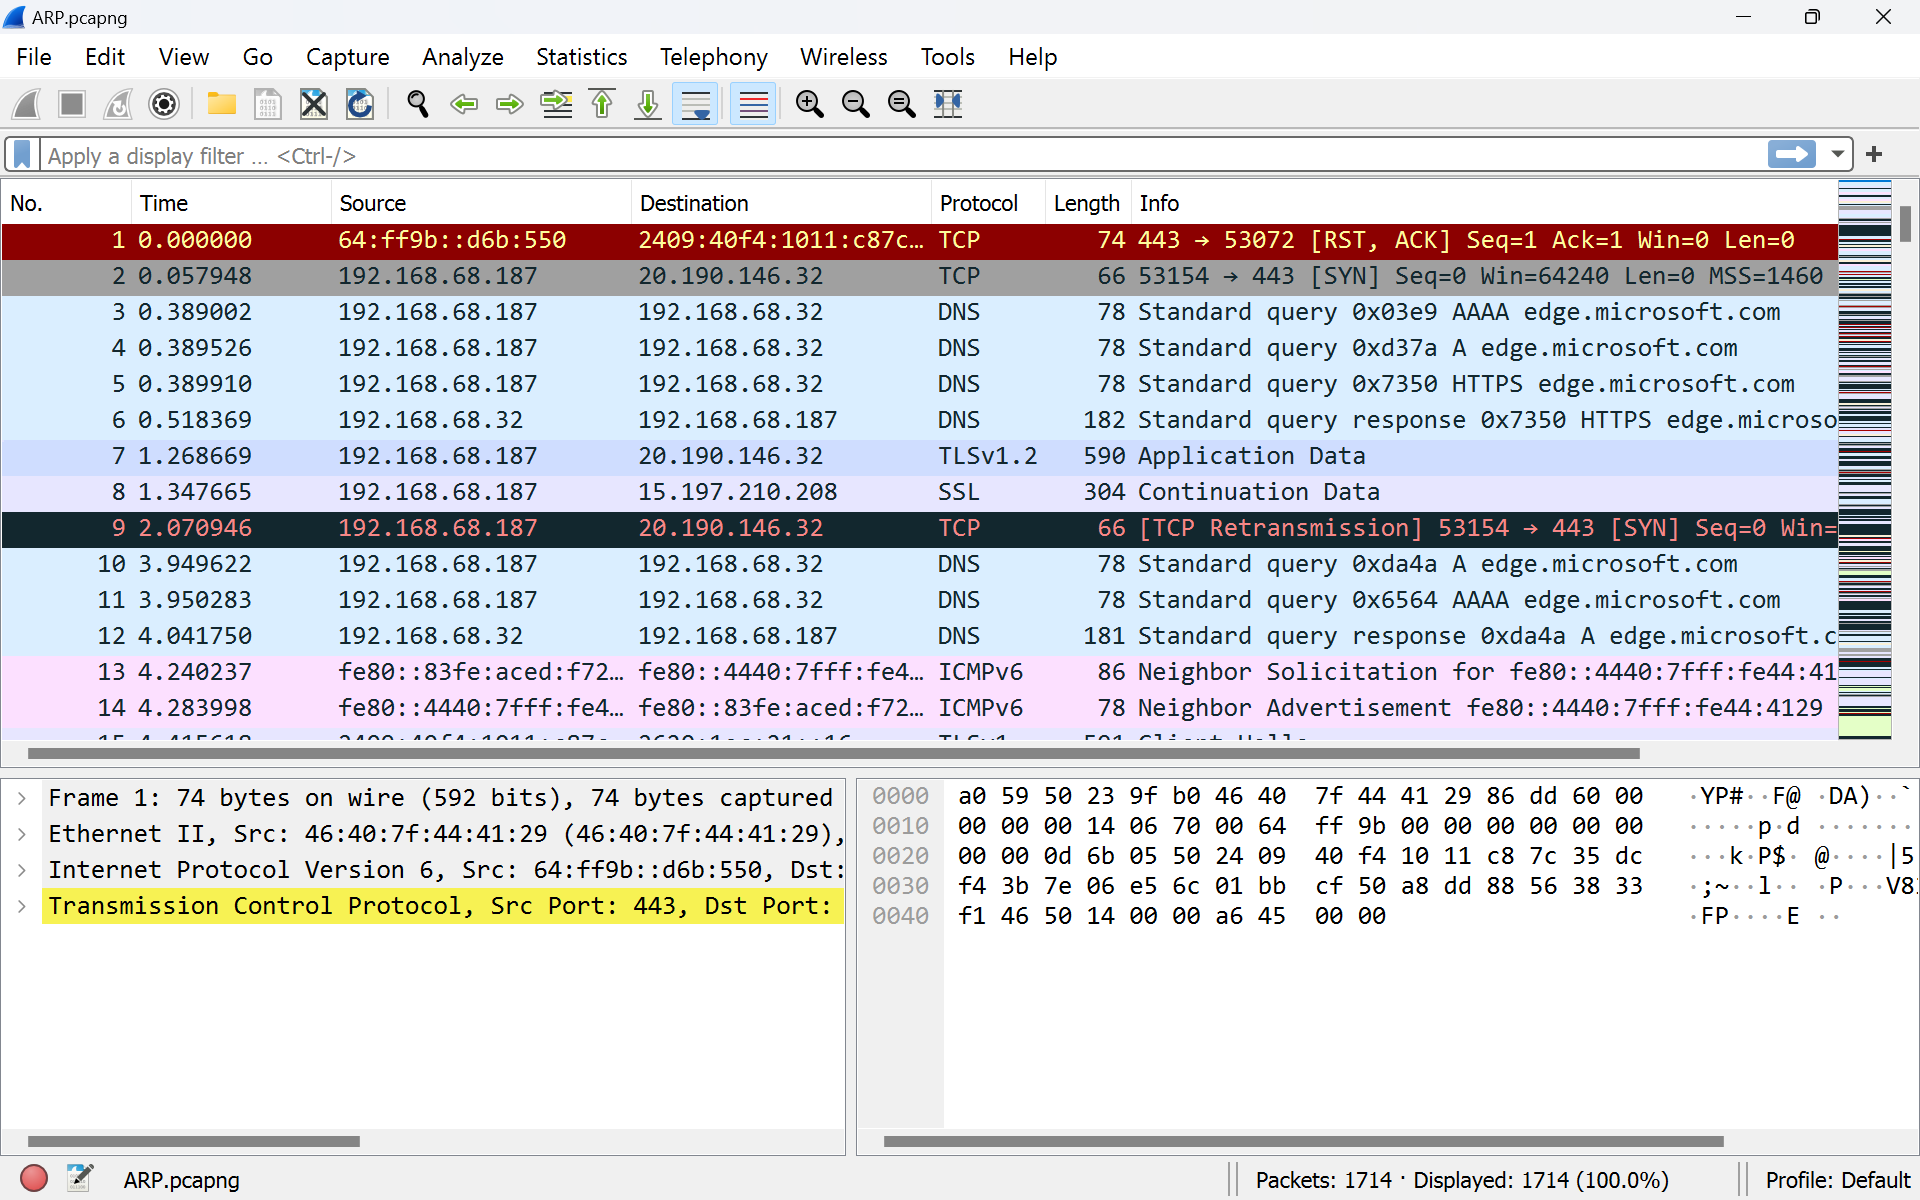 ARP.pcapng
File Edit View Go Capture Analyze Statistics Telephony Wireless Tools Help
Apply a display filter ... <Ctrl-/>
No. Time Source Destination Protocol Length Info
1 0.000000 64:ff9b::d6b:550 2409:40f4:1011:c87c... TCP 74 443 → 53072 [RST, ACK] Seq=1 Ack=1 Win=0 Len=0
2 0.057948 192.168.68.187 20.190.146.32 TCP 66 53154 → 443 [SYN] Seq=0 Win=64240 Len=0 MSS=1460
3 0.389002 192.168.68.187 192.168.68.32 DNS 78 Standard query 0x03e9 AAAA edge.microsoft.com
4 0.389526 192.168.68.187 192.168.68.32 DNS 78 Standard query 0xd37a A edge.microsoft.com
5 0.389910 192.168.68.187 192.168.68.32 DNS 78 Standard query 0x7350 HTTPS edge.microsoft.com
6 0.518369 192.168.68.32 192.168.68.187 DNS 182 Standard query response 0x7350 HTTPS edge.microso
7 1.268669 192.168.68.187 20.190.146.32 TLSv1.2 590 Application Data
8 1.347665 192.168.68.187 15.197.210.208 SSL 304 Continuation Data
9 2.070946 192.168.68.187 20.190.146.32 TCP 66 [TCP Retransmission] 53154 → 443 [SYN] Seq=0 Win=
10 3.949622 192.168.68.187 192.168.68.32 DNS 78 Standard query 0xda4a A edge.microsoft.com
11 3.950283 192.168.68.187 192.168.68.32 DNS 78 Standard query 0x6564 AAAA edge.microsoft.com
12 4.041750 192.168.68.32 192.168.68.187 DNS 181 Standard query response 0xda4a A edge.microsoft.c
13 4.240237 fe80::83fe:aced:f72... fe80::4440:7fff:fe4... ICMPv6 86 Neighbor Solicitation for fe80::4440:7fff:fe44:41
14 4.283998 fe80::4440:7fff:fe4... fe80::83fe:aced:f72... ICMPv6 78 Neighbor Advertisement fe80::4440:7fff:fe44:4129
Frame 1: 74 bytes on wire (592 bits), 74 bytes captured
Ethernet II, Src: 46:40:7f:44:41:29 (46:40:7f:44:41:29),
Internet Protocol Version 6, Src: 64:ff9b::d6b:550, Dst:
Transmission Control Protocol, Src Port: 443, Dst Port:
0000 a0 59 50 23 9f b0 46 40 7f 44 41 29 86 dd 60 00 ·YP#··F@ ·DA)··`
0010 00 00 00 14 06 70 00 64 ff 9b 00 00 00 00 00 00 ·····p·d ·······
0020 00 00 0d 6b 05 50 24 09 40 f4 10 11 c8 7c 35 dc ···k·P$· @····|5
0030 f4 3b 7e 06 e5 6c 01 bb cf 50 a8 dd 88 56 38 33 ·;~··l·· ·P···V83
0040 f1 46 50 14 00 00 a6 45 00 00 ·FP····E ··
ARP.pcapng
Packets: 1714 · Displayed: 1714 (100.0%)
Profile: Default